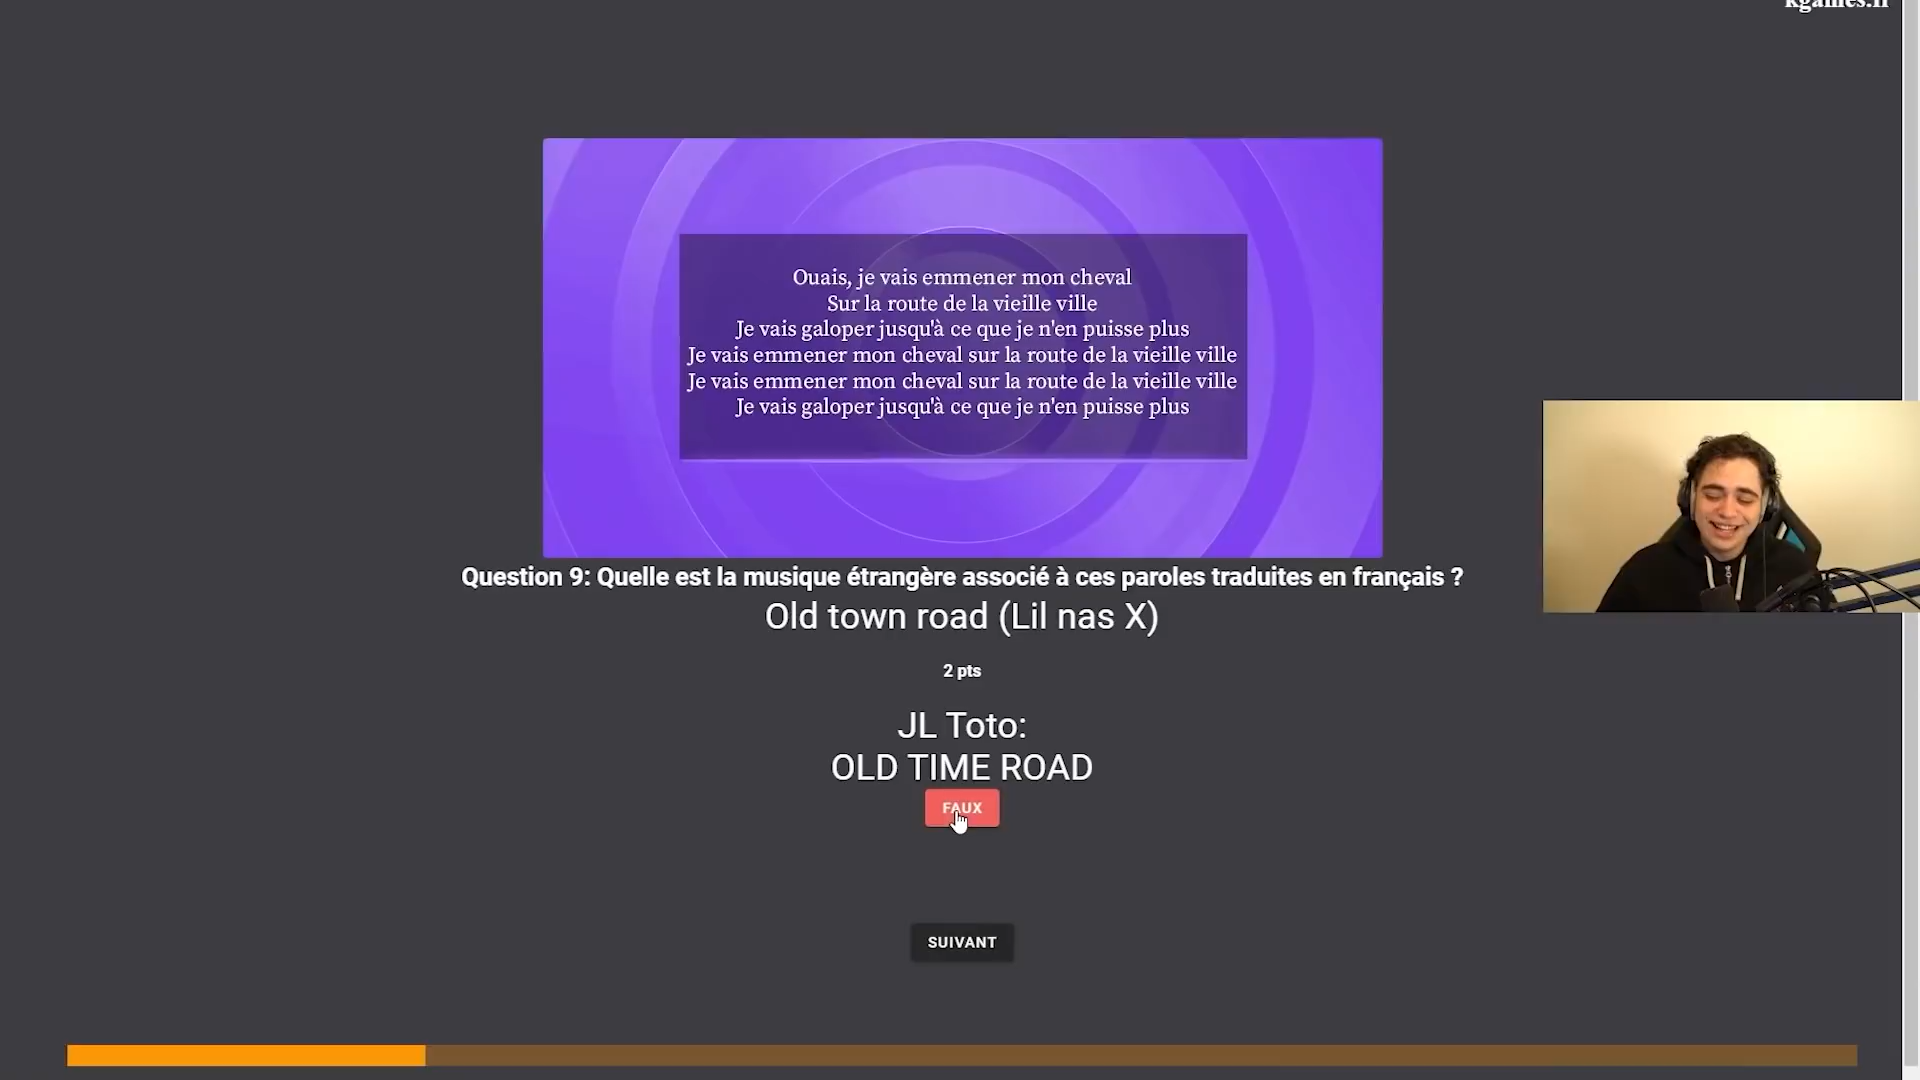 kgames.fr
Ouais, je vais emmener mon cheval
Sur la route de la vieille ville
Je vais galoper jusqu'à ce que je n'en puisse plus
Je vais emmener mon cheval sur la route de la vieille ville
Je vais emmener mon cheval sur la route de la vieille ville
Je vais galoper jusqu'à ce que je n'en puisse plus
Question 9: Quelle est la musique étrangère associé à ces paroles traduites en français ?
Old town road (Lil nas X)
2 pts
JL Toto:
OLD TIME ROAD
FAUX
SUIVANT